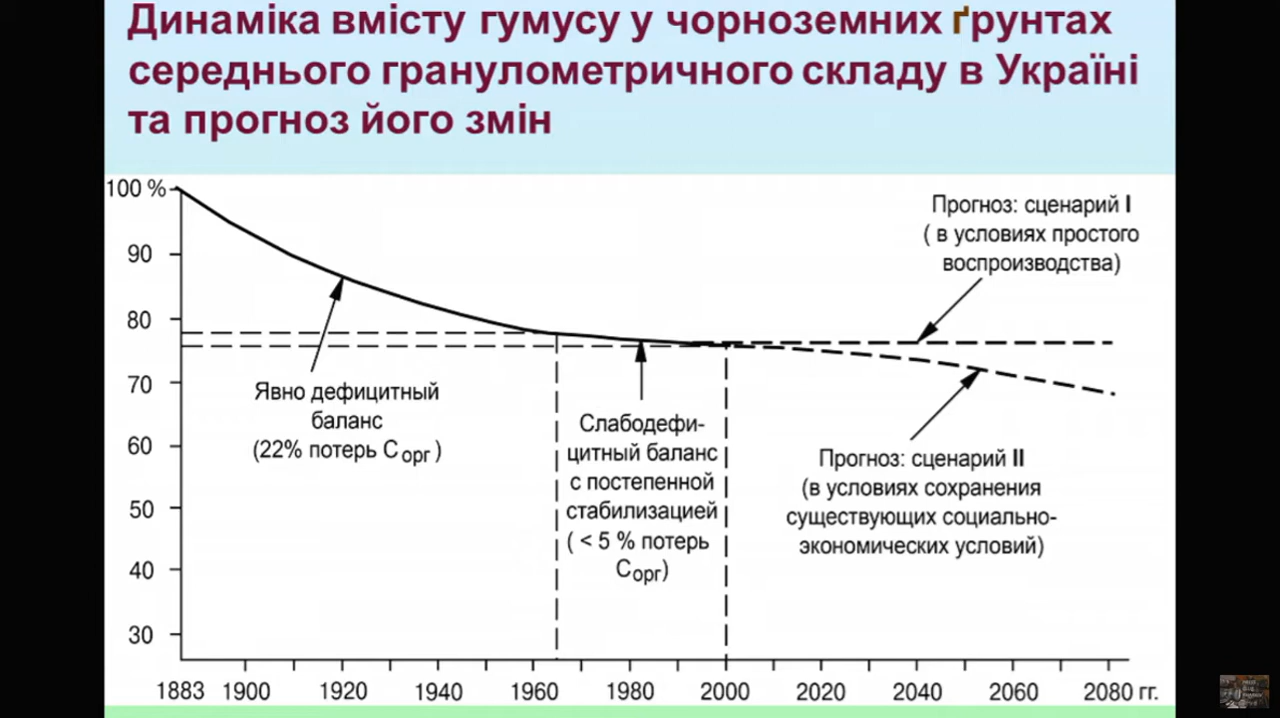 Динаміка вмісту гумусу у чорноземних ґрунтах
середнього гранулометричного складу в Україні
та прогноз його змін
100 %
90
80
70
60
50
40
30
Прогноз: сценарий I
( в условиях простого
воспроизводства)
Явно дефицитный
баланс
(22% потерь Cорг)
Слабодефи-
цитный баланс
с постепенной
стабилизацией
( < 5 % потерь
Cорг)
Прогноз: сценарий II
(в условиях сохранения
существующих социально-
экономических условий)
1883 1900 1920 1940 1960 1980 2000 2020 2040 2060 2080 гг.